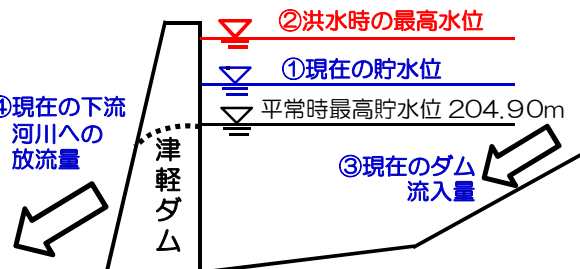 ②洪水時の最高水位
①現在の貯水位
平常時最高貯水位 204.90m
④現在の下流
河川への
放流量
津軽ダム
③現在のダム
流入量